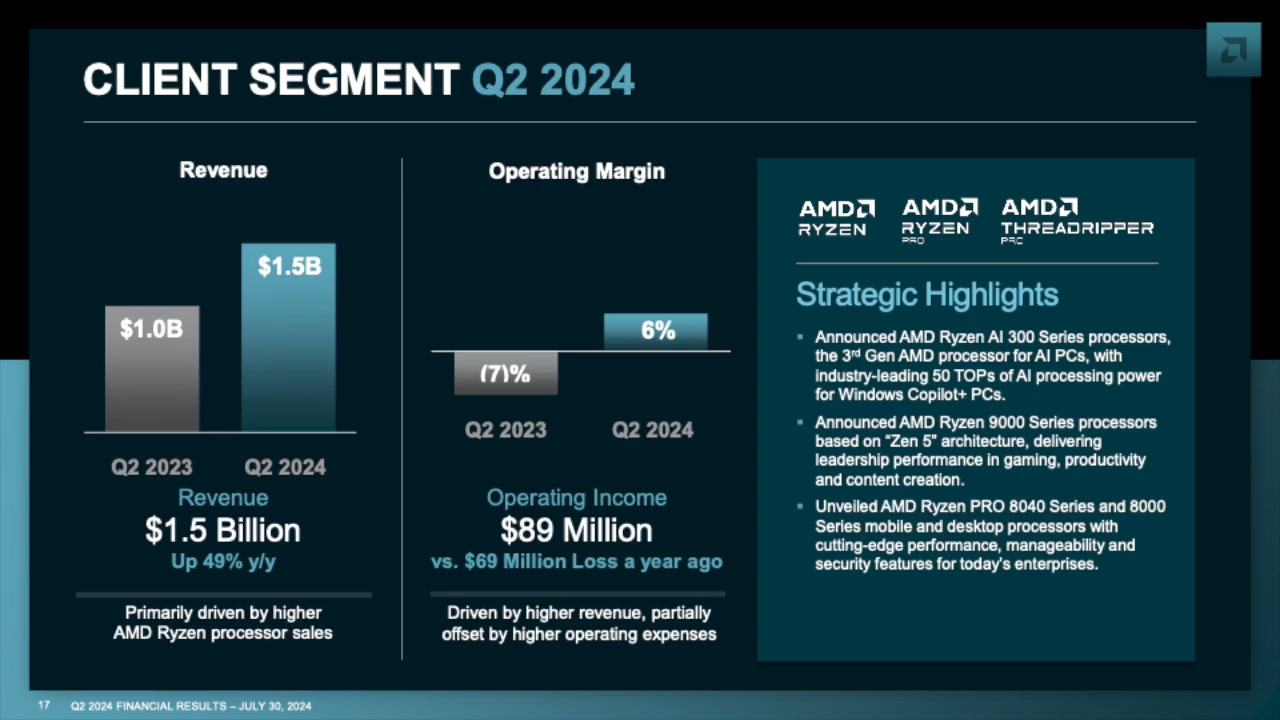 CLIENT SEGMENT Q2 2024
Revenue
$1.0B
$1.5B
Q2 2023
Q2 2024
Revenue
$1.5 Billion
Up 49% y/y
Primarily driven by higher
AMD Ryzen processor sales
Operating Margin
(7)%
6%
Q2 2023
Q2 2024
Operating Income
$89 Million
vs. $69 Million Loss a year ago
Driven by higher revenue, partially
offset by higher operating expenses
AMD
RYZEN
AMD
RYZEN
PRO
AMD
THREADRIPPER
PRO
Strategic Highlights
▪ Announced AMD Ryzen AI 300 Series processors,
the 3rd Gen AMD processor for AI PCs, with
industry-leading 50 TOPs of AI processing power
for Windows Copilot+ PCs.
▪ Announced AMD Ryzen 9000 Series processors
based on “Zen 5” architecture, delivering
leadership performance in gaming, productivity
and content creation.
▪ Unveiled AMD Ryzen PRO 8040 Series and 8000
Series mobile and desktop processors with
cutting-edge performance, manageability and
security features for today's enterprises.
17 Q2 2024 FINANCIAL RESULTS – JULY 30, 2024